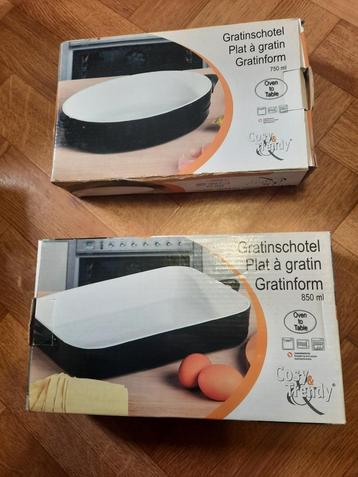 Gratinschotel
Plat à gratin
Gratinform
750 ml
Oven
to
Table
Cosy
&
Trendy
Gratinschotel
Plat à gratin
Gratinform
850 ml
Oven
to
Table
Cosy
&
Trendy